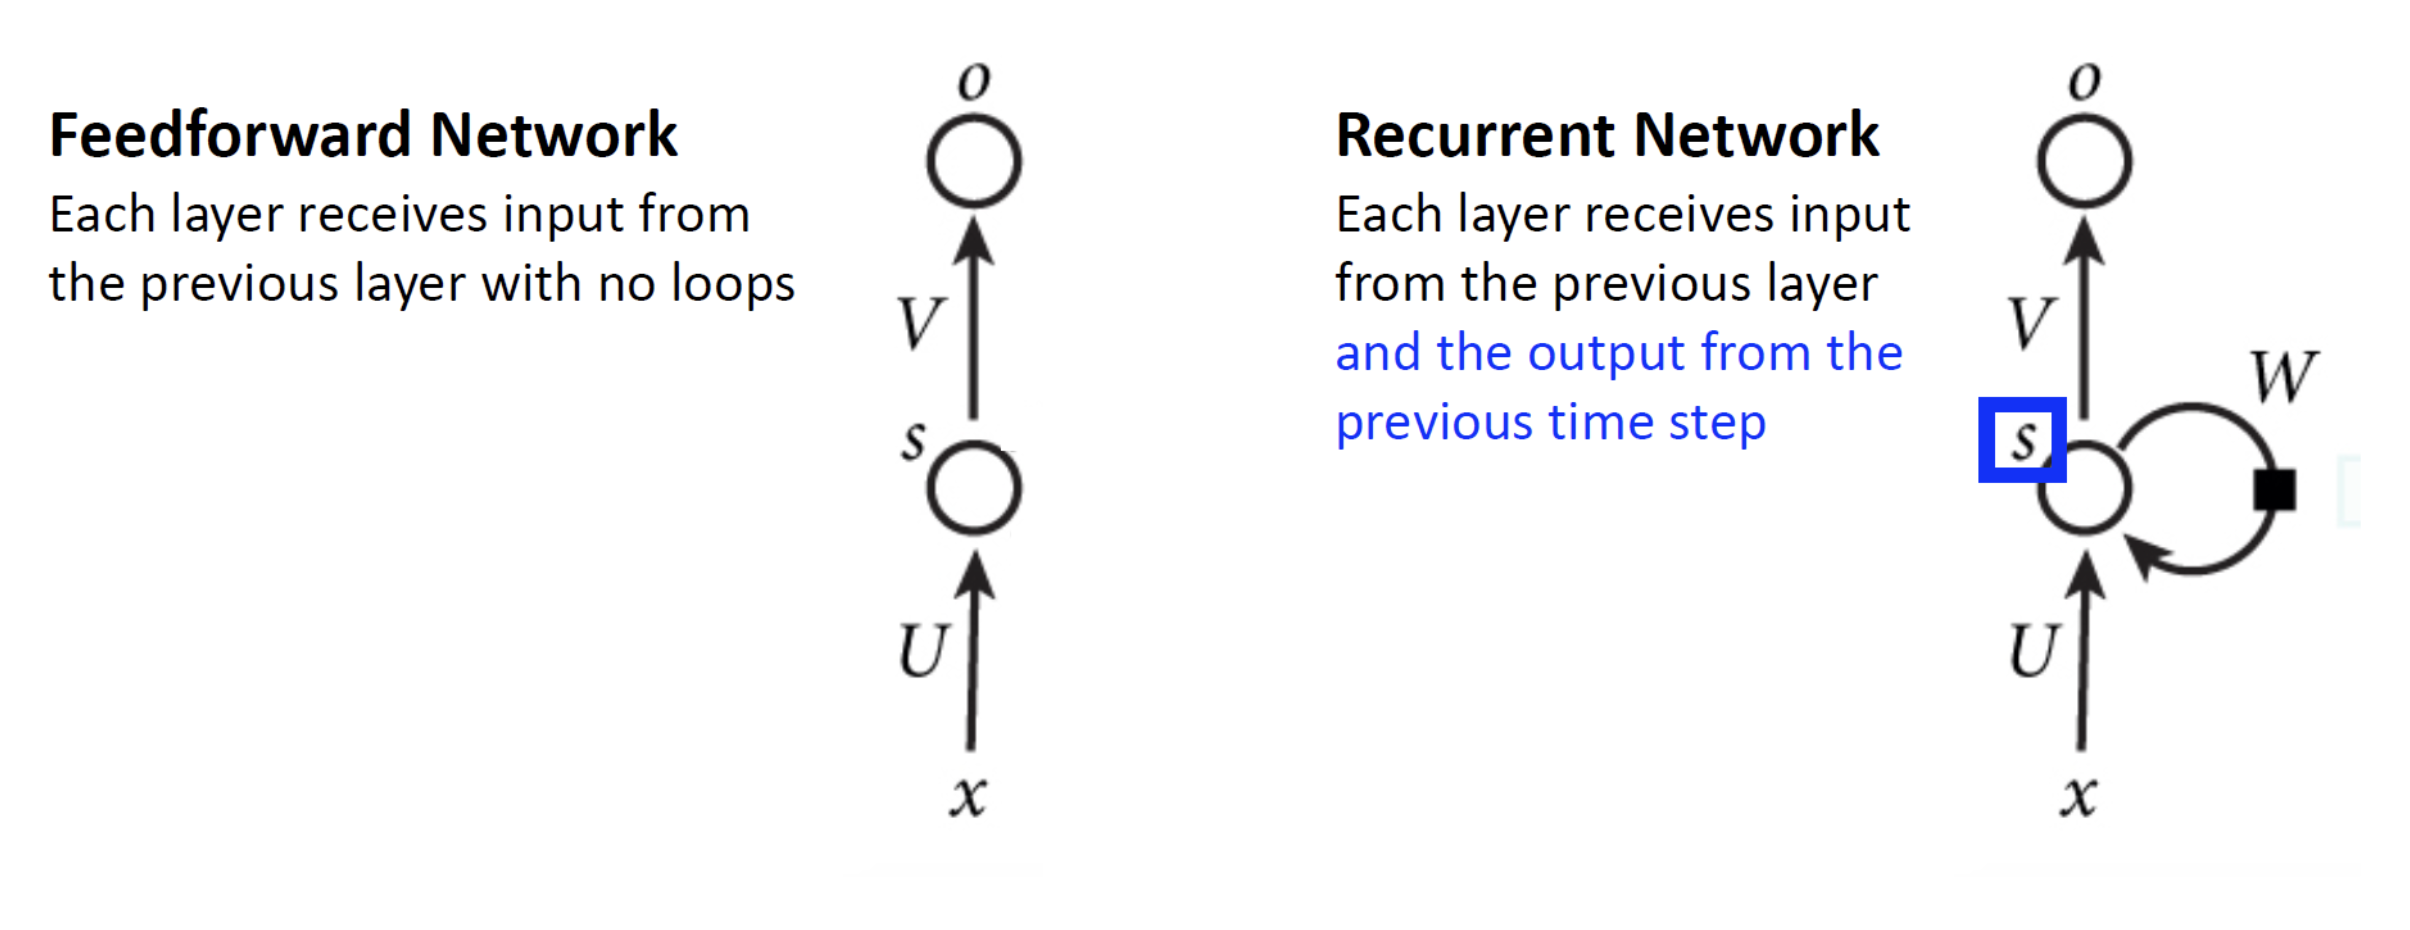 Feedforward Network
Each layer receives input from
the previous layer with no loops
o
V
s
U
x
Recurrent Network
Each layer receives input
from the previous layer
and the output from the
previous time step
o
V
W
s
U
x